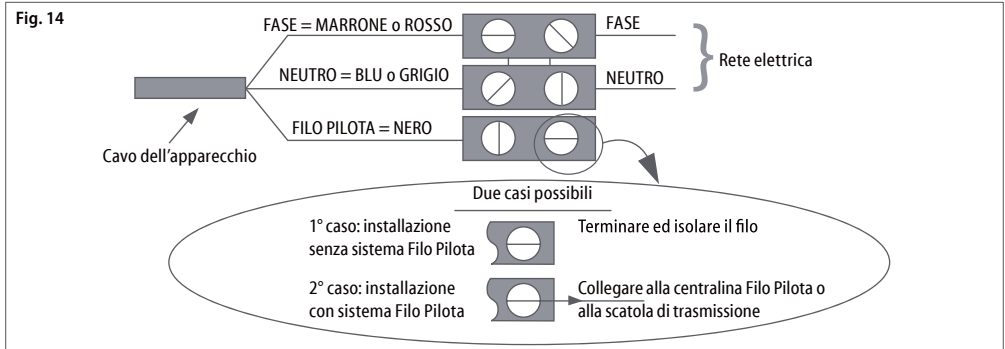 Fig. 14
FASE = MARRONE o ROSSO
FASE
Rete elettrica
NEUTRO = BLU o GRIGIO
NEUTRO
FILO PILOTA = NERO
Cavo dell'apparecchio
Due casi possibili
1° caso: installazione
senza sistema Filo Pilota
Terminare ed isolare il filo
2° caso: installazione
con sistema Filo Pilota
Collegare alla centralina Filo Pilota o
alla scatola di trasmissione